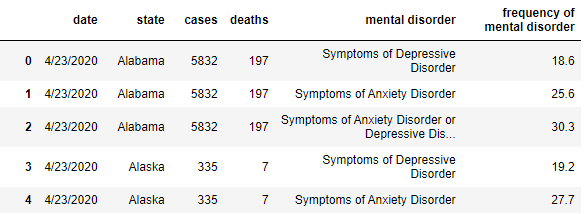 date state cases deaths mental disorder frequency of mental disorder
0 4/23/2020 Alabama 5832 197 Symptoms of Depressive Disorder 18.6
1 4/23/2020 Alabama 5832 197 Symptoms of Anxiety Disorder 25.6
2 4/23/2020 Alabama 5832 197 Symptoms of Anxiety Disorder or Depressive Dis... 30.3
3 4/23/2020 Alaska 335 7 Symptoms of Depressive Disorder 19.2
4 4/23/2020 Alaska 335 7 Symptoms of Anxiety Disorder 27.7